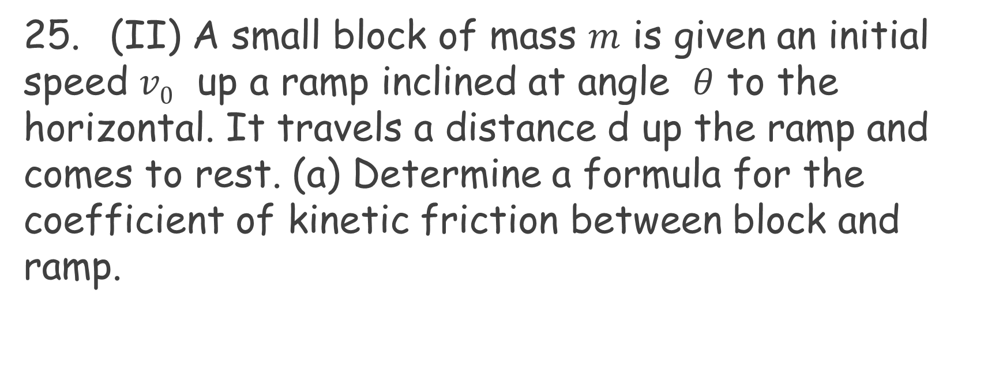 25. (II) A small block of mass m is given an initial
speed v₀ up a ramp inclined at angle θ to the
horizontal. It travels a distance d up the ramp and
comes to rest. (a) Determine a formula for the
coefficient of kinetic friction between block and
ramp.